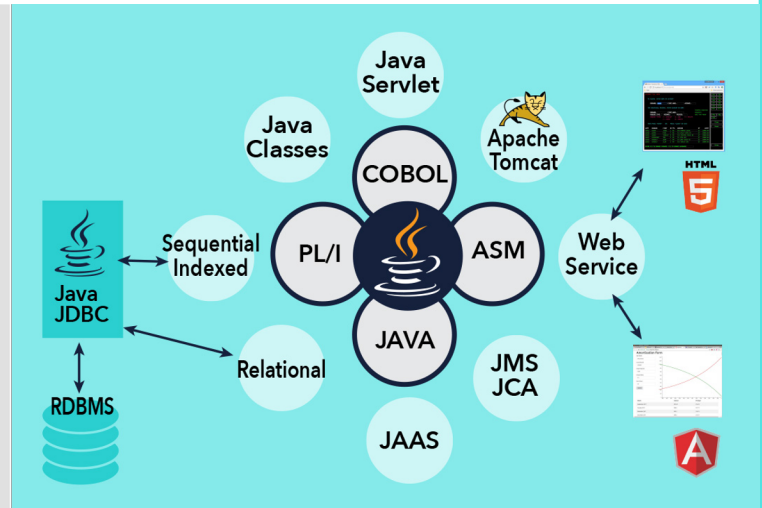 Java
Servlet
Java
Classes
Apache
Tomcat
COBOL
HTML
5
Sequential
Indexed
PL/I
ASM
Web
Service
Java
JDBC
JAVA
Relational
JMS
JCA
RDBMS
JAAS
A